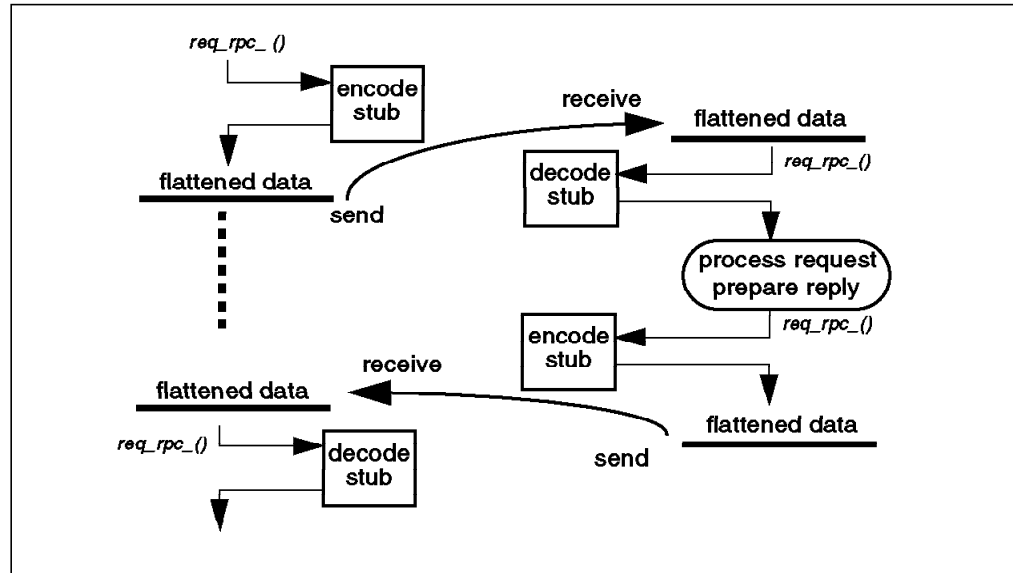 req_rpc_ ()
encode
stub
flattened data
send
receive
flattened data
req_rpc_()
decode
stub
process request
prepare reply
req_rpc_()
encode
stub
flattened data
send
receive
flattened data
req_rpc_()
decode
stub